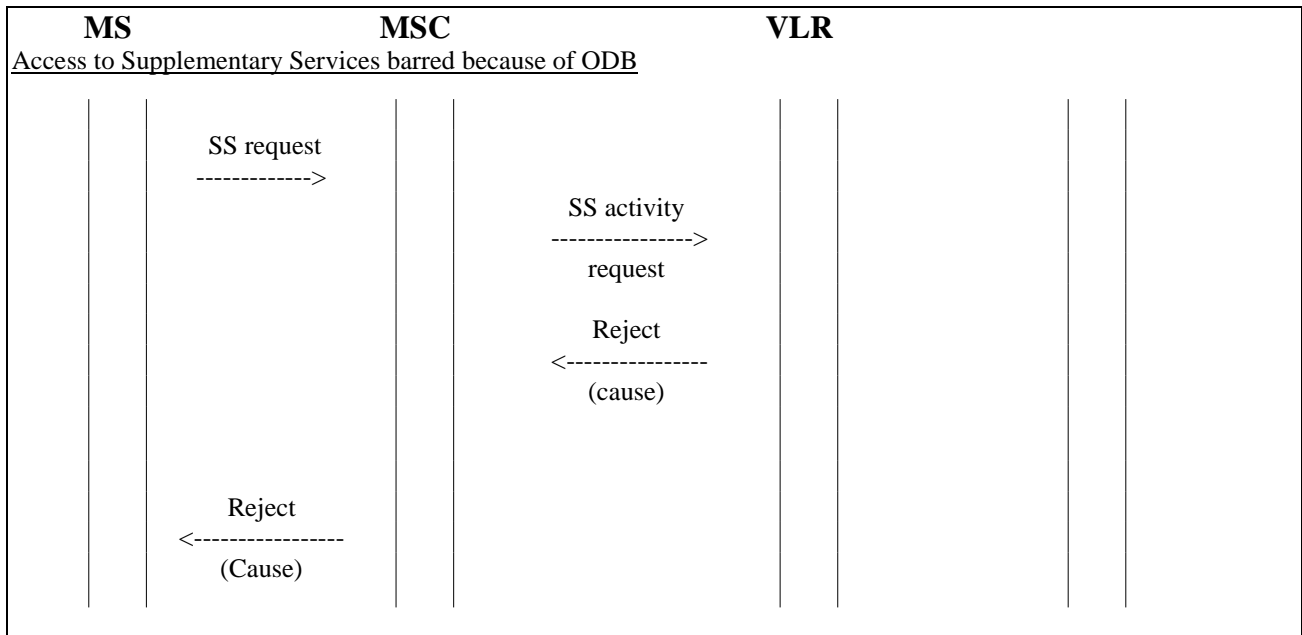 MS MSC VLR
Access to Supplementary Services barred because of ODB
SS request
------------->
SS activity
---------------->
request
Reject
<----------------
(cause)
Reject
<-----------------
(Cause)